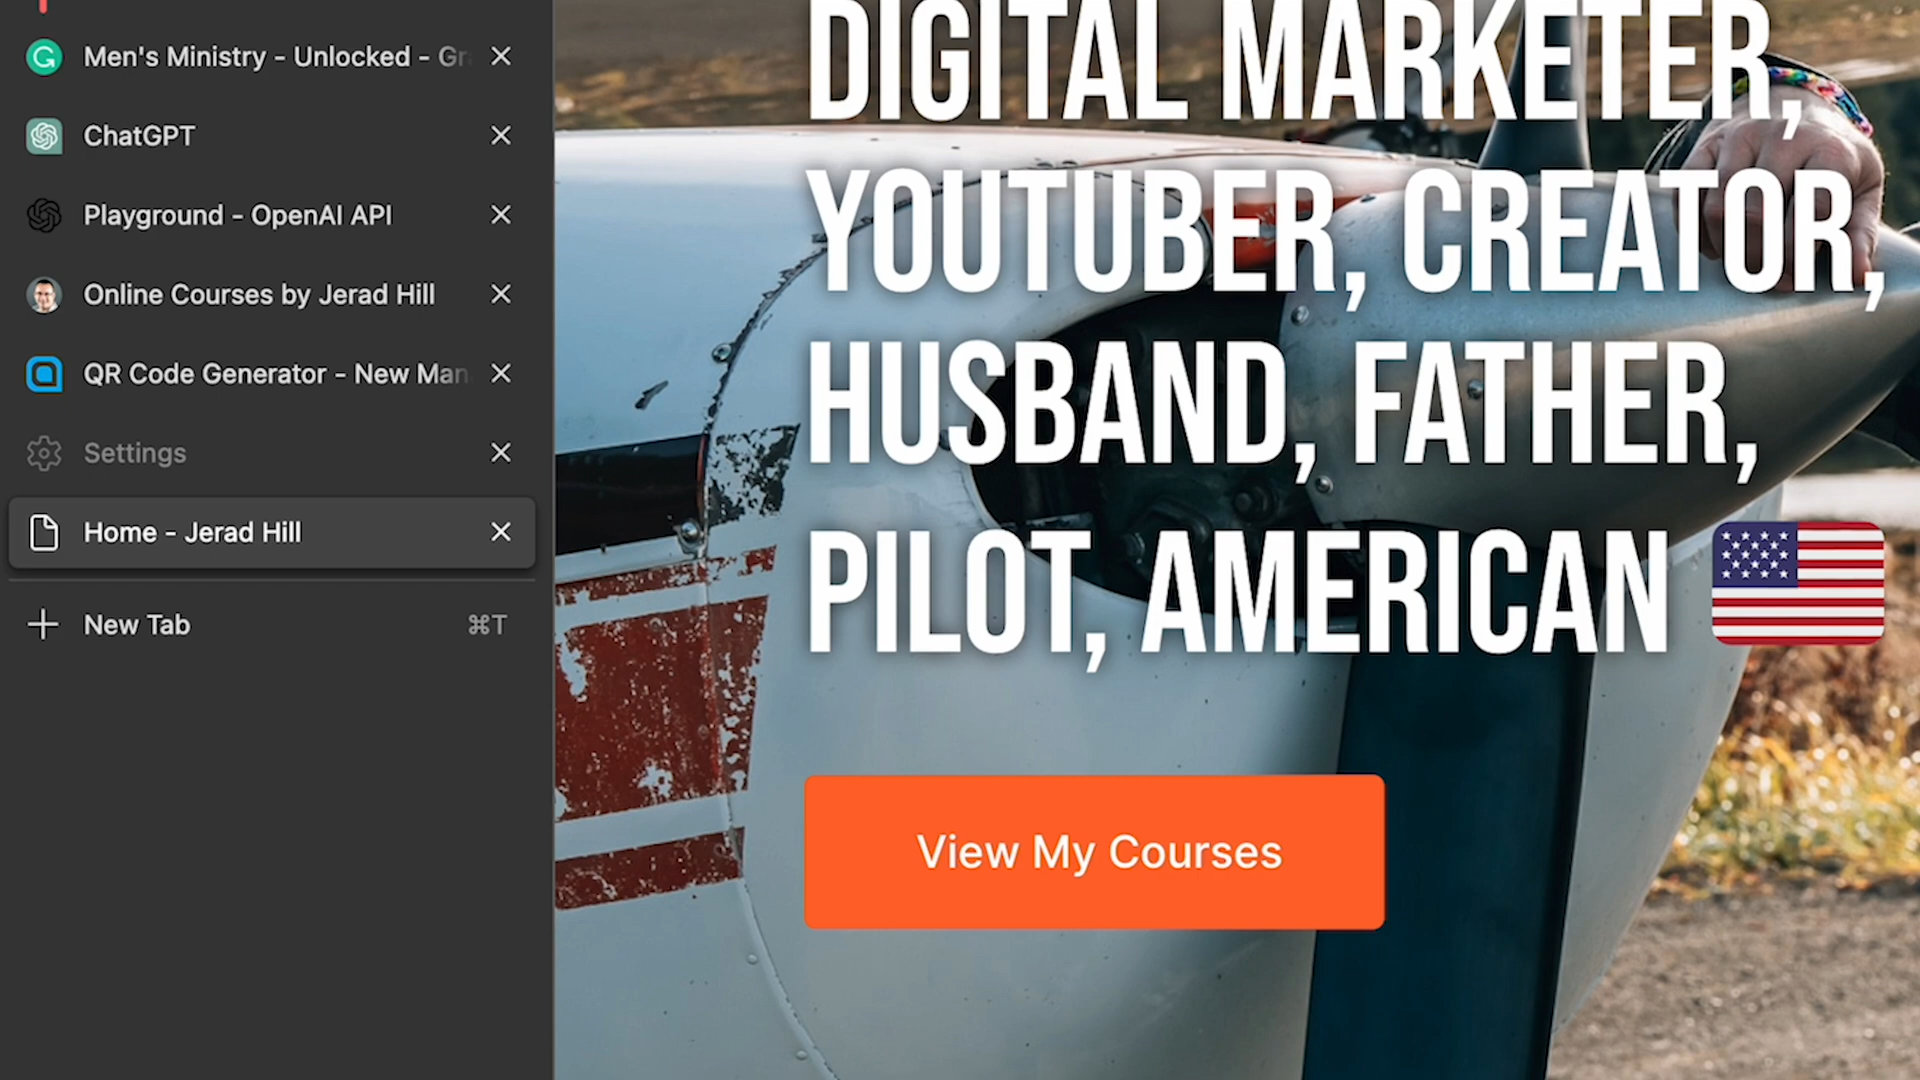 Men's Ministry - Unlocked - Gr
ChatGPT
Playground - OpenAI API
Online Courses by Jerad Hill
QR Code Generator - New Man
Settings
Home - Jerad Hill
New Tab ⌘T
DIGITAL MARKETER,
YOUTUBER, CREATOR,
HUSBAND, FATHER,
PILOT, AMERICAN 🇺🇸
View My Courses